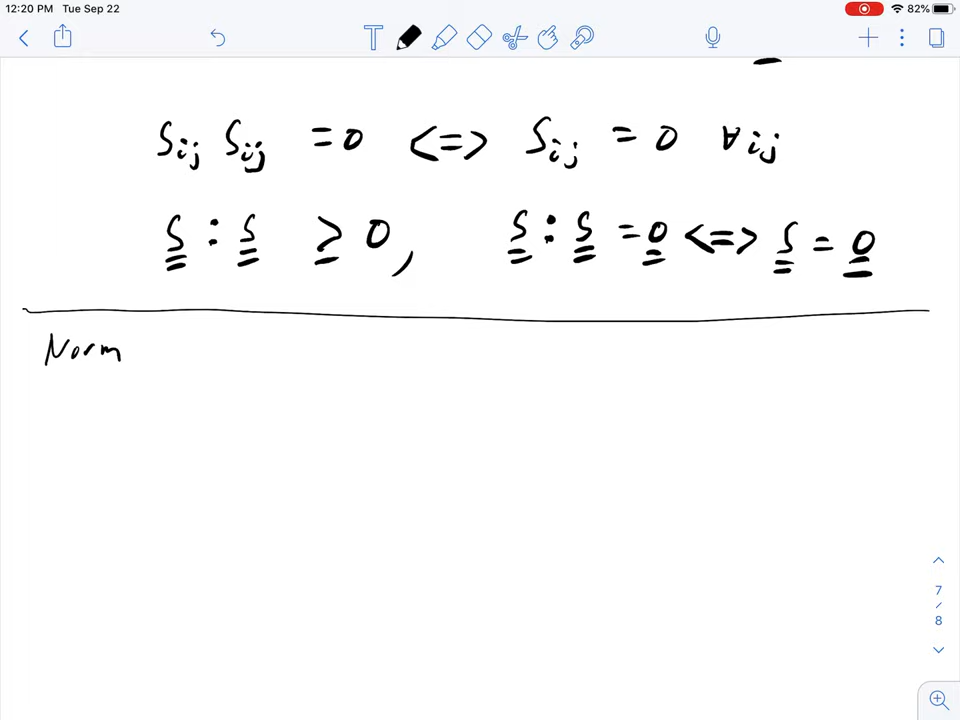 12:20 PM Tue Sep 22 82%
S_ij S_ij = 0 <=> S_ij = 0 ∀ ij
S : S ≥ 0, S : S = 0 <=> S = 0
Norm
7
/
8